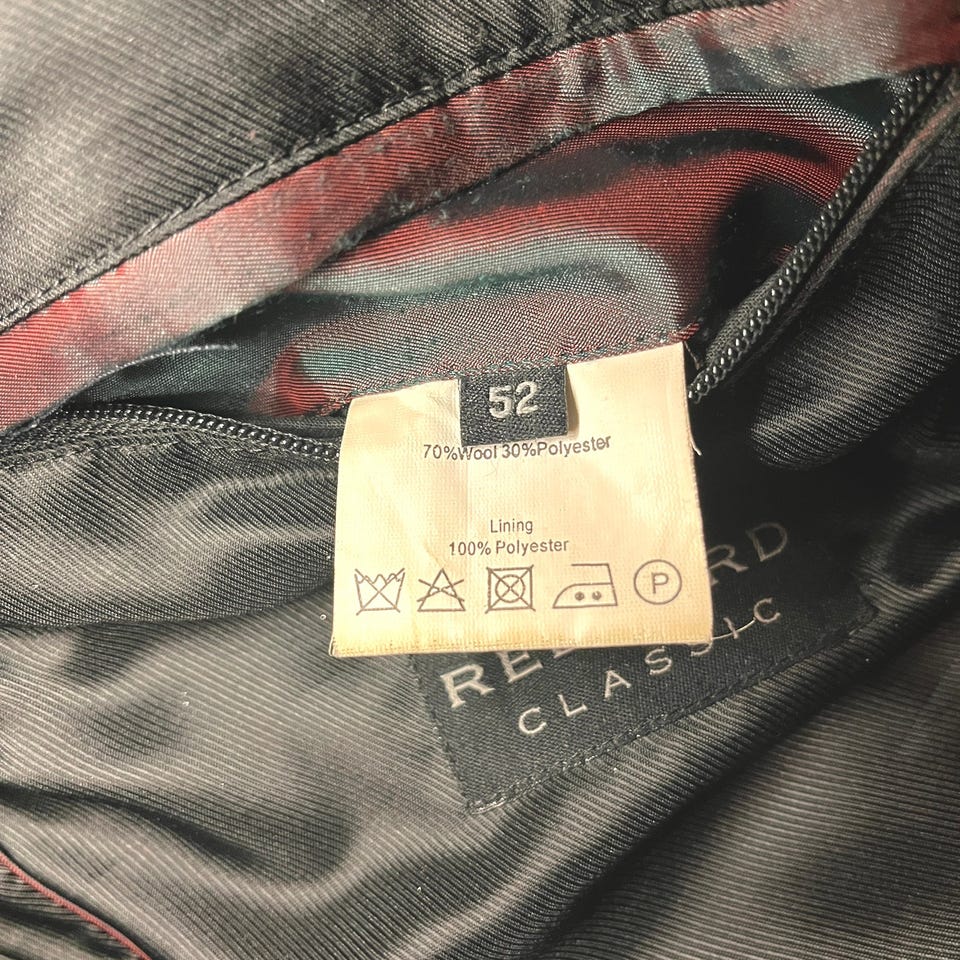 52
70%Wool 30%Polyester
Lining
100% Polyester
P
CLASSIC